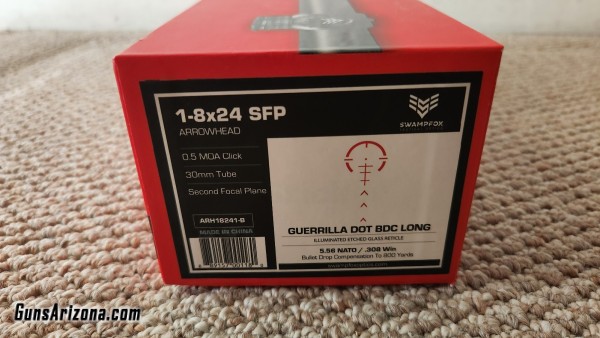 1-8x24 SFP
ARROWHEAD
0.5 MOA Click
30mm Tube
Second Focal Plane
ARH18241-B
MADE IN CHINA
SWAMPFOX
GUERRILLA DOT BDC LONG
ILLUMINATED ETCHED GLASS RETICLE
5.56 NATO / .308 Win
Bullet Drop Compensation To 800 Yards
GunsArizona.com